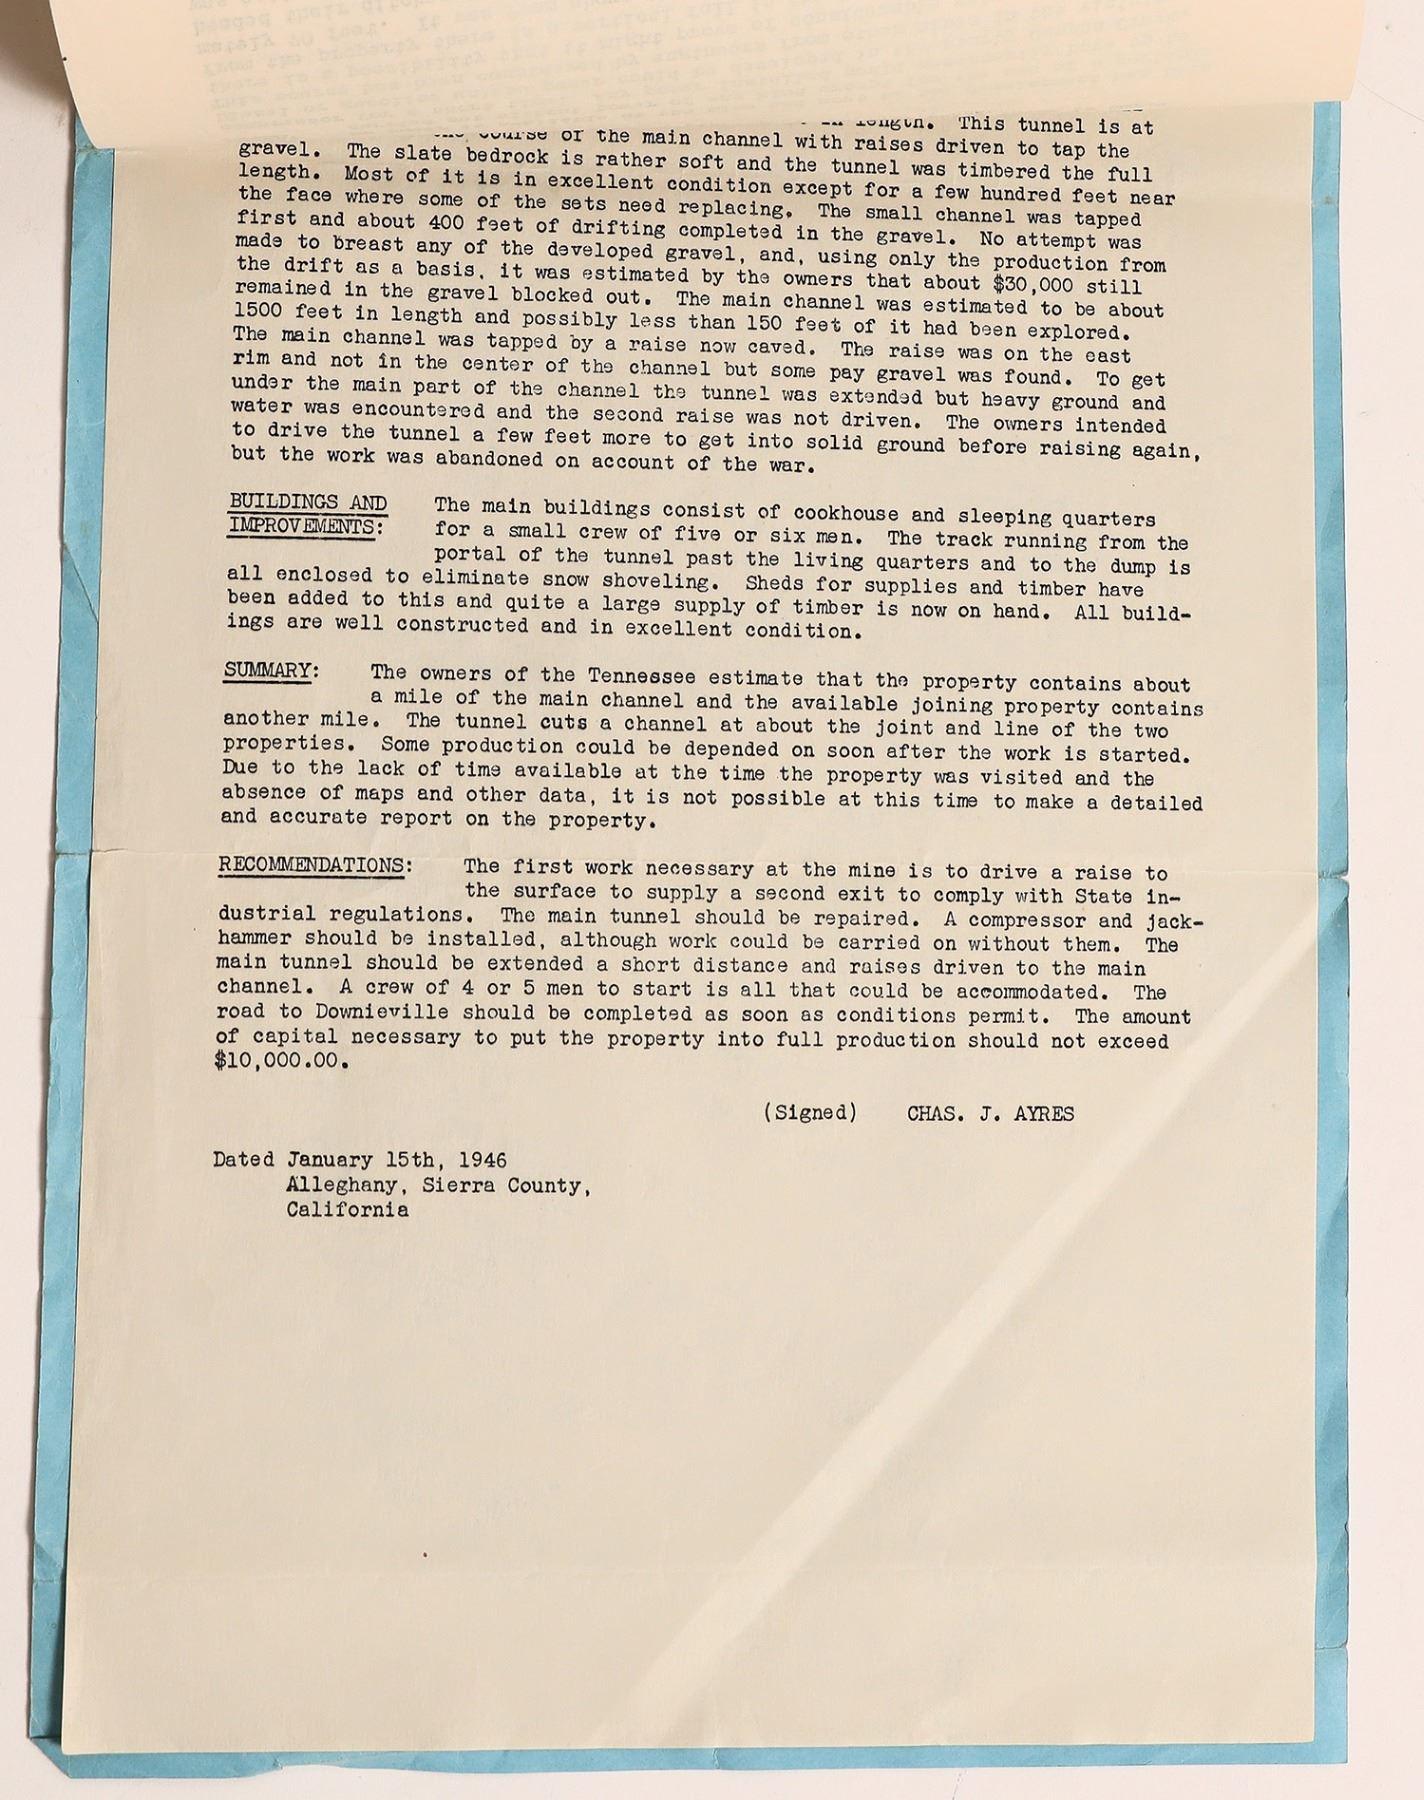 length. This tunnel is at
course of the main channel with raises driven to tap the
gravel. The slate bedrock is rather soft and the tunnel was timbered the full
length. Most of it is in excellent condition except for a few hundred feet near
the face where some of the sets need replacing. The small channel was tapped
first and about 400 feet of drifting completed in the gravel. No attempt was
made to breast any of the developed gravel, and, using only the production from
the drift as a basis, it was estimated by the owners that about $30,000 still
remained in the gravel blocked out. The main channel was estimated to be about
1500 feet in length and possibly less than 150 feet of it had been explored.
The main channel was tapped by a raise now caved. The raise was on the east
rim and not in the center of the channel but some pay gravel was found. To get
under the main part of the channel the tunnel was extended but heavy ground and
water was encountered and the second raise was not driven. The owners intended
to drive the tunnel a few feet more to get into solid ground before raising again,
but the work was abandoned on account of the war.
BUILDINGS AND The main buildings consist of cookhouse and sleeping quarters
IMPROVEMENTS: for a small crew of five or six men. The track running from the
portal of the tunnel past the living quarters and to the dump is
all enclosed to eliminate snow shoveling. Sheds for supplies and timber have
been added to this and quite a large supply of timber is now on hand. All build-
ings are well constructed and in excellent condition.
SUMMARY: The owners of the Tennessee estimate that the property contains about
a mile of the main channel and the available joining property contains
another mile. The tunnel cuts a channel at about the joint and line of the two
properties. Some production could be depended on soon after the work is started.
Due to the lack of time available at the time the property was visited and the
absence of maps and other data, it is not possible at this time to make a detailed
and accurate report on the property.
RECOMMENDATIONS: The first work necessary at the mine is to drive a raise to
the surface to supply a second exit to comply with State in-
dustrial regulations. The main tunnel should be repaired. A compressor and jack-
hammer should be installed, although work could be carried on without them. The
main tunnel should be extended a short distance and raises driven to the main
channel. A crew of 4 or 5 men to start is all that could be accommodated. The
road to Downieville should be completed as soon as conditions permit. The amount
of capital necessary to put the property into full production should not exceed
$10,000.00.
(Signed) CHAS. J. AYRES
Dated January 15th, 1946
Alleghany, Sierra County,
California